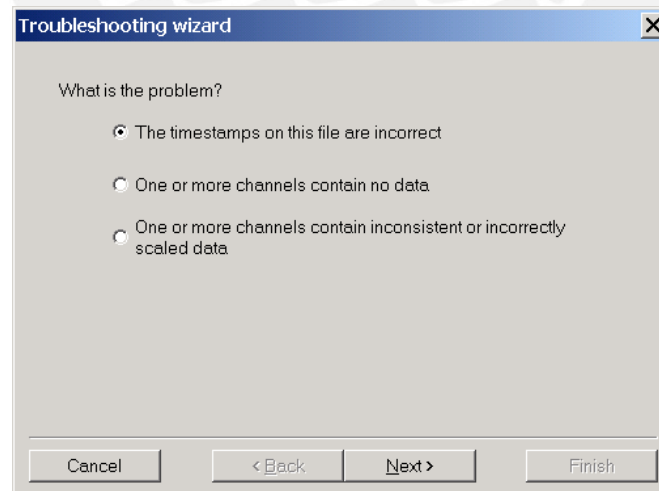 Troubleshooting wizard
What is the problem?
The timestamps on this file are incorrect
One or more channels contain no data
One or more channels contain inconsistent or incorrectly
scaled data
Cancel
< Back
Next >
Finish